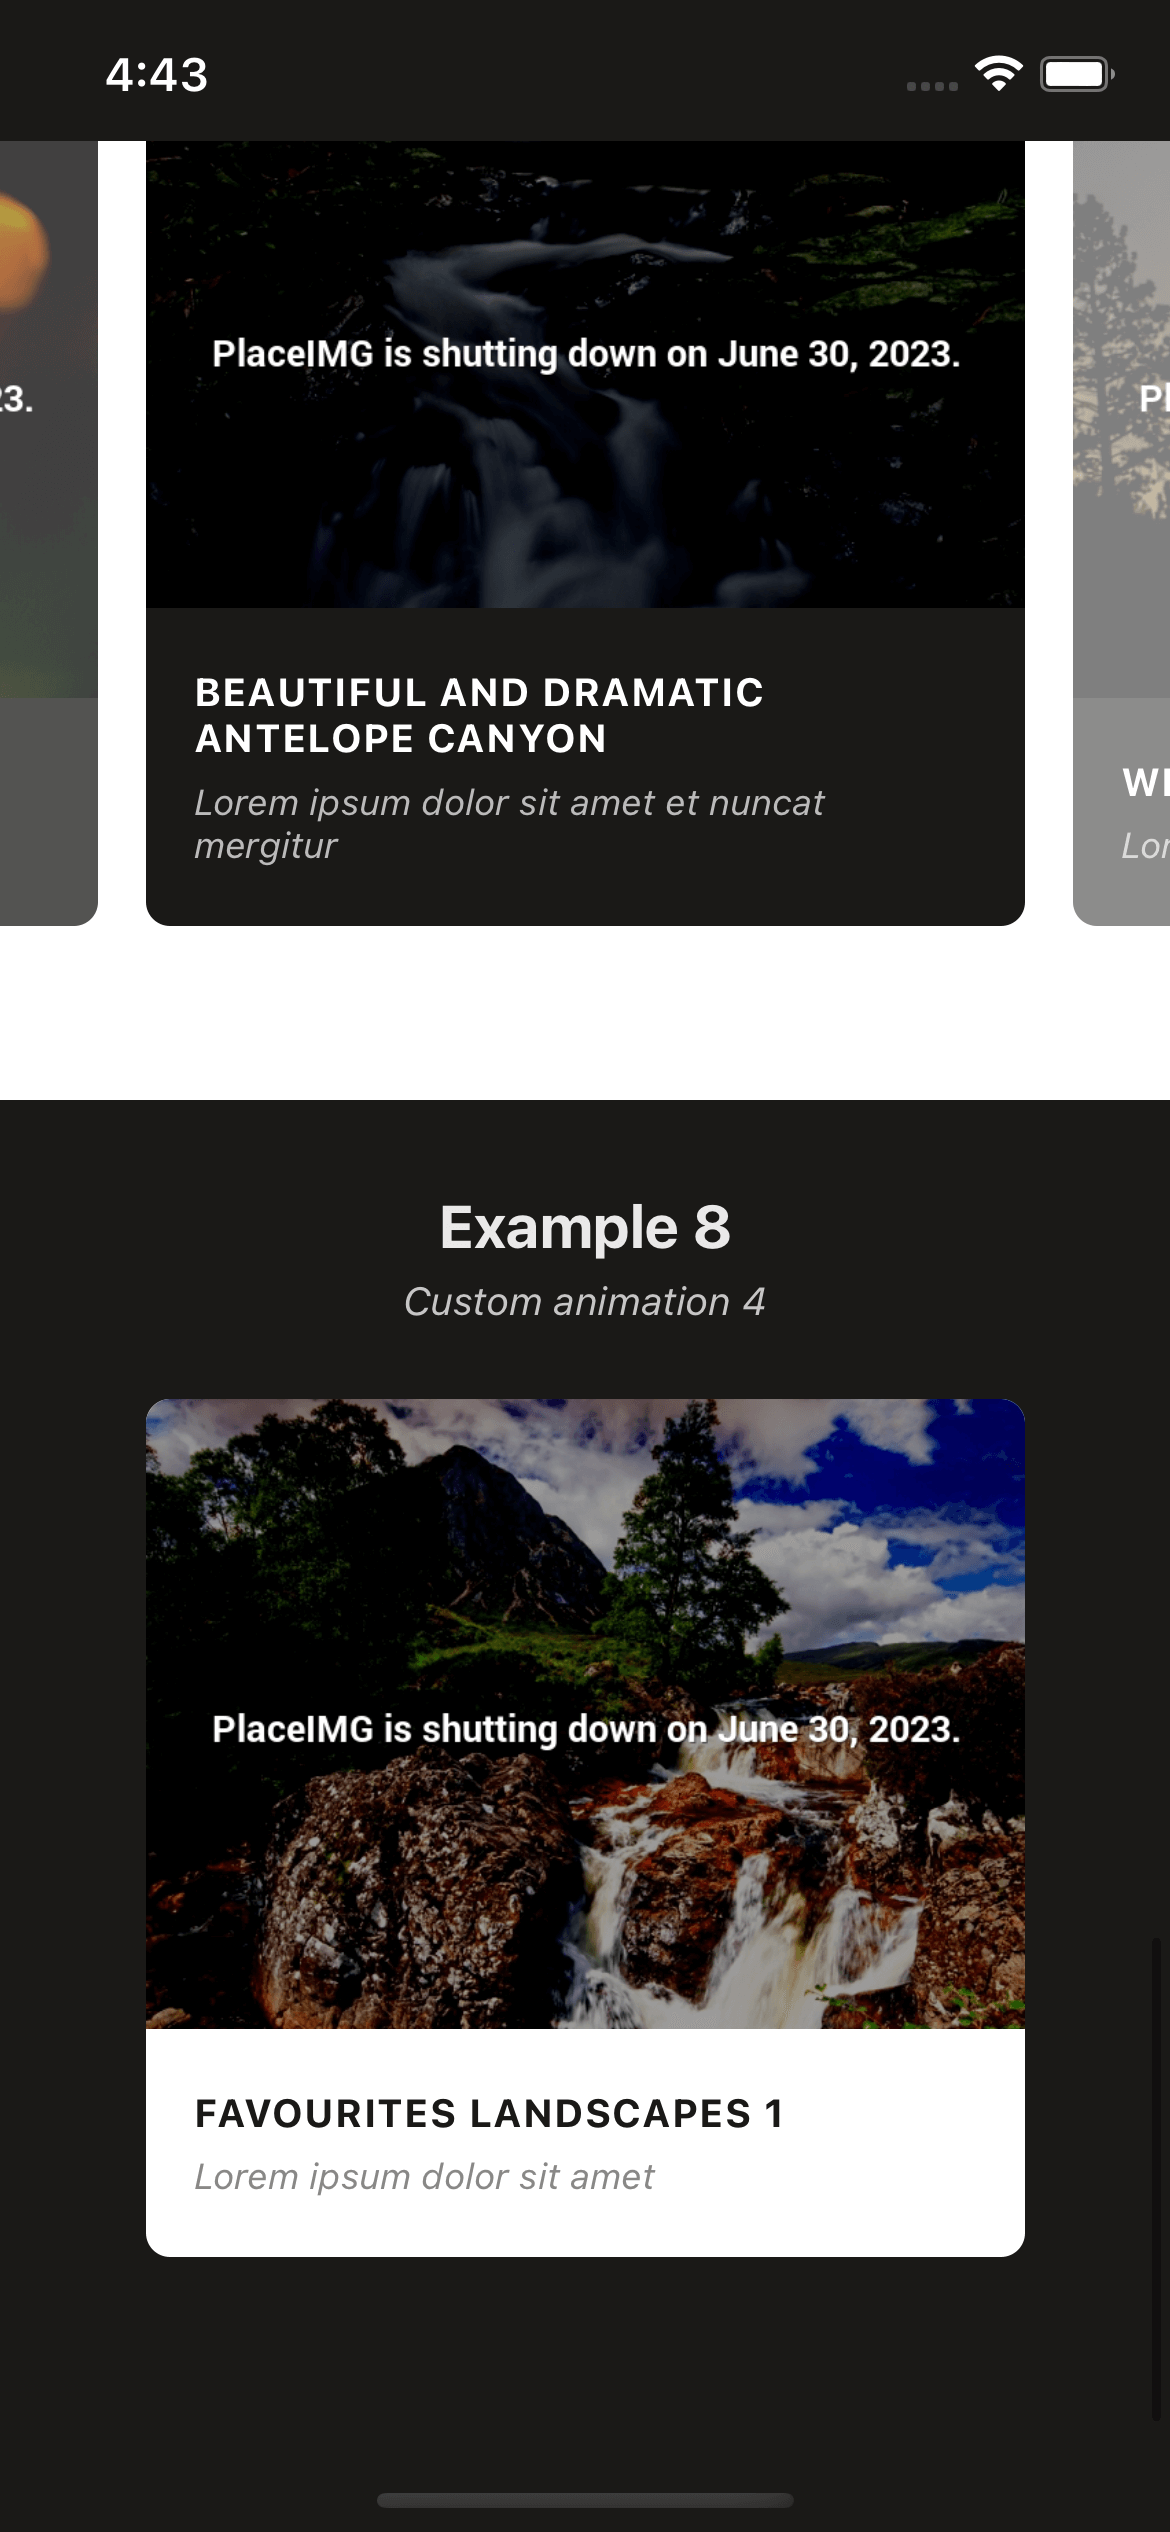 4:43
PlaceIMG is shutting down on June 30, 2023.
23.
Pl
BEAUTIFUL AND DRAMATIC
ANTELOPE CANYON
Lorem ipsum dolor sit amet et nuncat
mergitur
Lor
Example 8
Custom animation 4
PlaceIMG is shutting down on June 30, 2023.
FAVOURITES LANDSCAPES 1
Lorem ipsum dolor sit amet